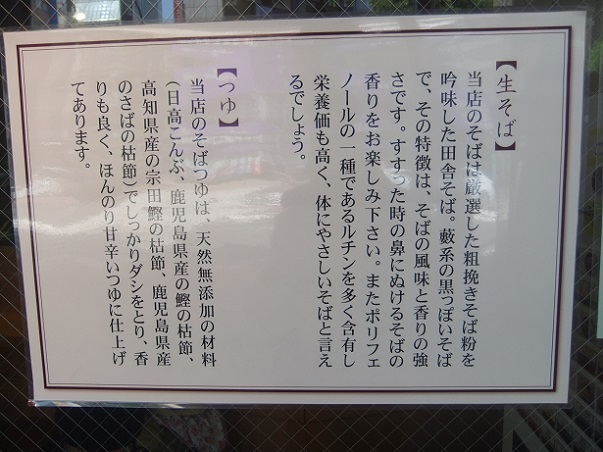 【生そば】
当店のそばは厳選した粗挽きそば粉を
吟味した田舎そば。藪系の黒っぽいそば
で、その特徴は、そばの風味と香りの強
さです。すすった時の鼻にぬけるそばの
香りをお楽しみ下さい。またポリフェ
ノールの一種であるルチンを多く含有し
栄養価も高く、体にやさしいそばと言え
るでしょう。
【つゆ】
当店のそばつゆは、天然無添加の材料
(日高こんぶ、鹿児島県産の鰹の枯節、
高知県産の宗田鰹の枯節、鹿児島県産
のさばの枯節)でしっかりダシをとり、香
りも良く、ほんのり甘辛いつゆに仕上げ
てあります。